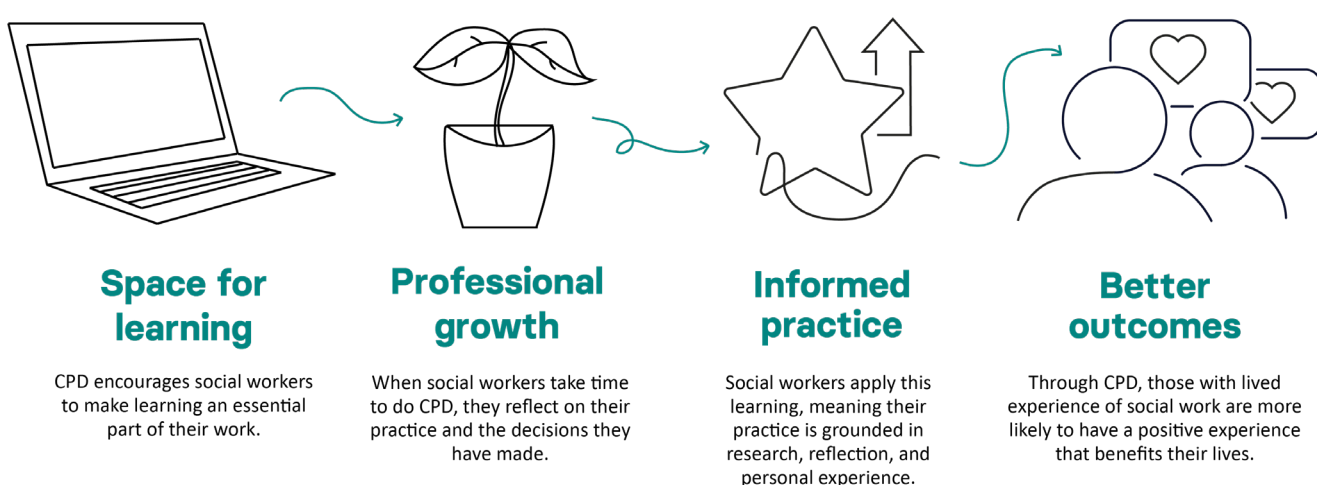 Space for
learning
CPD encourages social workers
to make learning an essential
part of their work.
Professional
growth
When social workers take time
to do CPD, they reflect on their
practice and the decisions they
have made.
Informed
practice
Social workers apply this
learning, meaning their
practice is grounded in
research, reflection, and
personal experience.
Better
outcomes
Through CPD, those with lived
experience of social work are more
likely to have a positive experience
that benefits their lives.